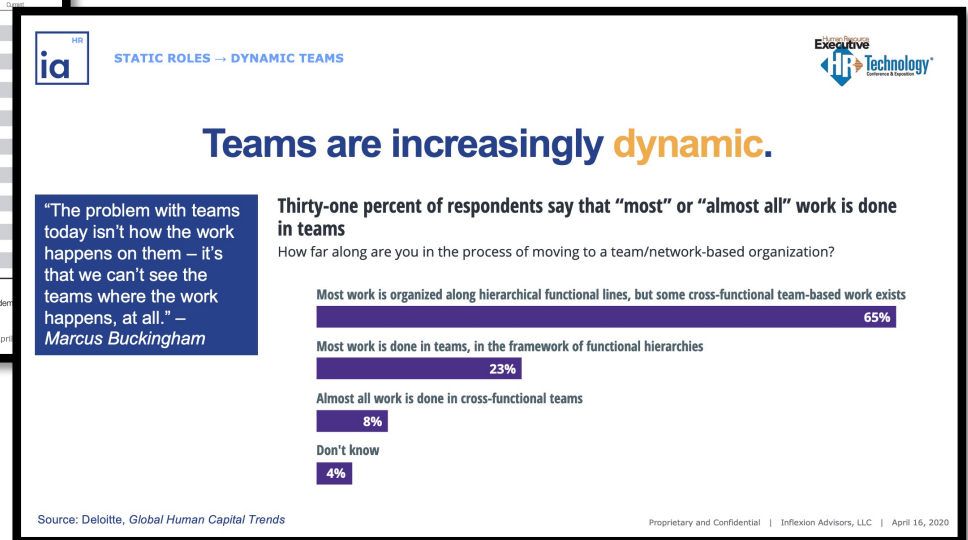 Current
HR
ia
STATIC ROLES → DYNAMIC TEAMS
Human Resource
Executive
HR Technology
Conference & Exposition
Teams are increasingly dynamic.
“The problem with teams
today isn’t how the work
happens on them – it’s
that we can’t see the
teams where the work
happens, at all.” –
Marcus Buckingham
Thirty-one percent of respondents say that “most” or “almost all” work is done
in teams
How far along are you in the process of moving to a team/network-based organization?
Most work is organized along hierarchical functional lines, but some cross-functional team-based work exists
65%
Most work is done in teams, in the framework of functional hierarchies
23%
Almost all work is done in cross-functional teams
8%
Don't know
4%
Source: Deloitte, Global Human Capital Trends
Proprietary and Confidential | Inflexion Advisors, LLC | April 16, 2020